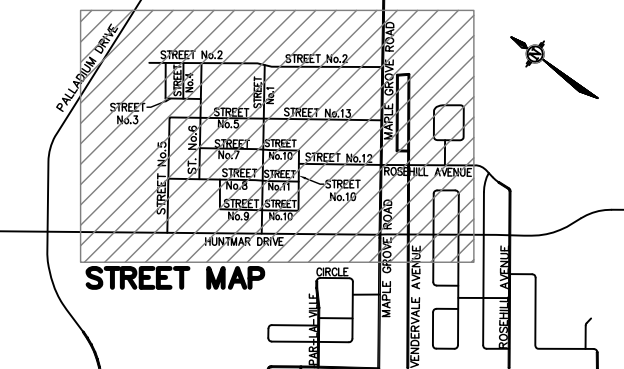 PALLADIUM DRIVE
STREET No.2
STREET No.2
MAPLE GROVE ROAD
N
STREET
No.4
STREET
No.1
STREET
No.3
STREET
No.5
STREET No.13
STREET No.5
ST. No.6
STREET
No.7
STREET
No.10
STREET No.12
ROSEHILL AVENUE
STREET
No.8
STREET
No.11
STREET
No.10
STREET
No.9
STREET
No.10
HUNTMAR DRIVE
MAPLE GROVE ROAD
VENDERVALE AVENUE
ROSEHILL AVENUE
STREET MAP
CIRCLE
PAR-LA-VILLE